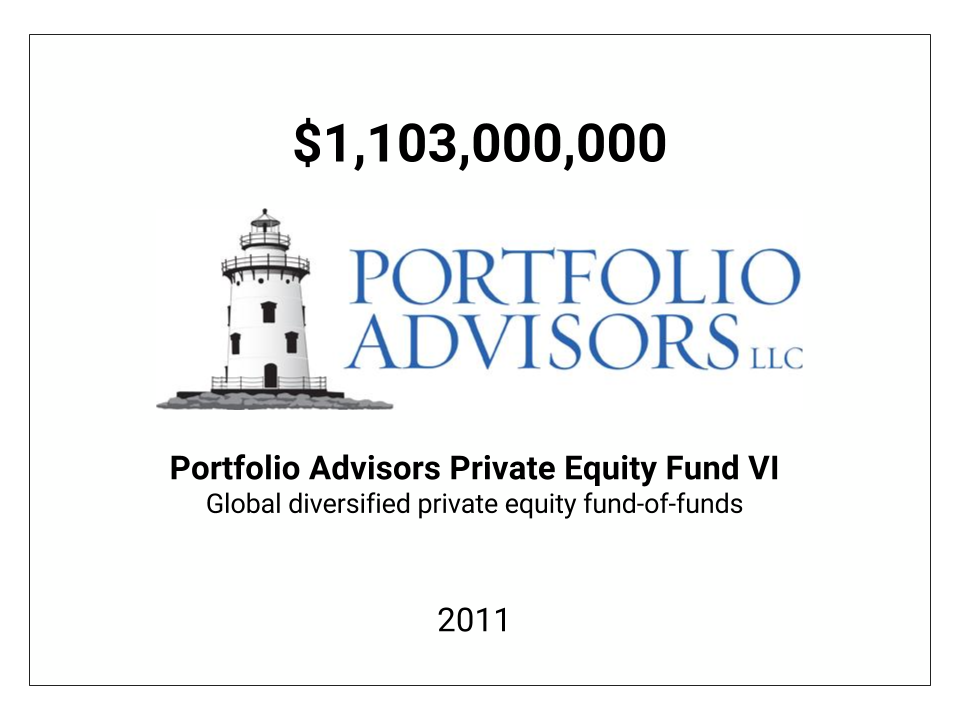 $1,103,000,000
PORTFOLIO
ADVISORS LLC
Portfolio Advisors Private Equity Fund VI
Global diversified private equity fund-of-funds
2011